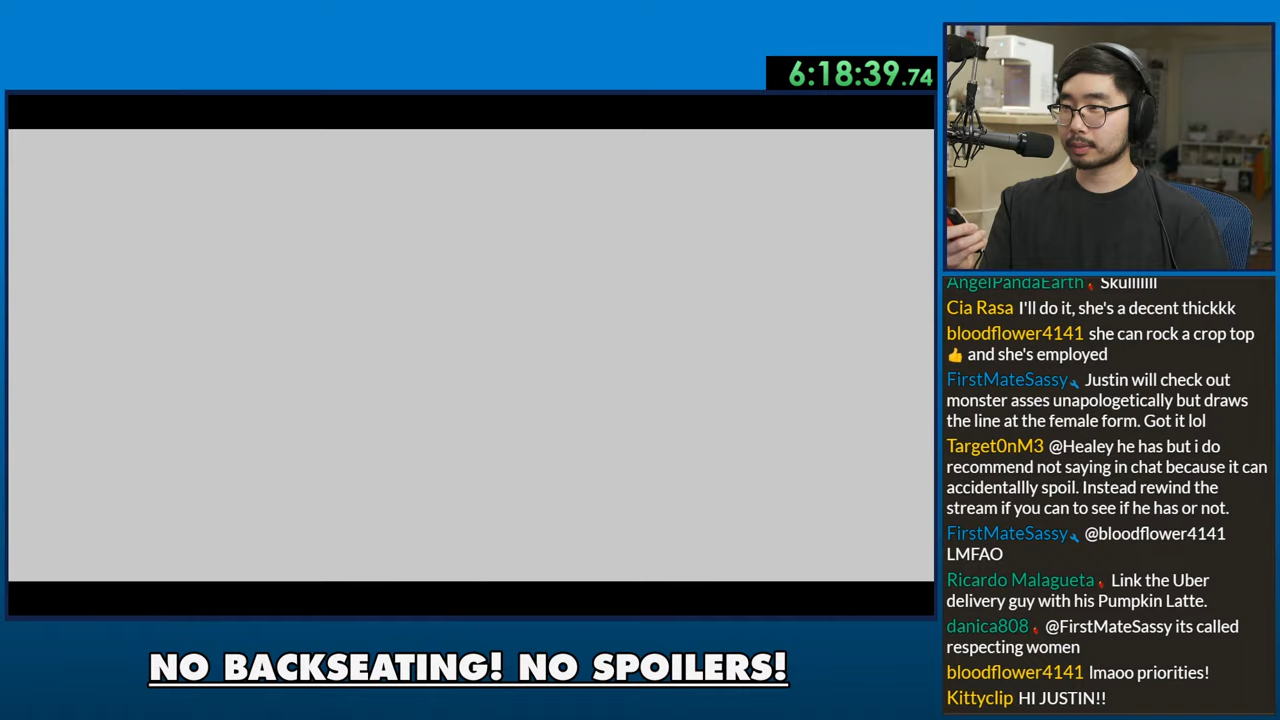 6:18:39.74
AngelPandaEarth Skullllll
Cia Rasa I'll do it, she's a decent thickkk
bloodflower4141 she can rock a crop top
👍 and she's employed
FirstMateSassy Justin will check out
monster asses unapologetically but draws
the line at the female form. Got it lol
Target0nM3 @Healey he has but i do
recommend not saying in chat because it can
accidentallly spoil. Instead rewind the
stream if you can to see if he has or not.
FirstMateSassy @bloodflower4141
LMFAO
Ricardo Malagueta Link the Uber
delivery guy with his Pumpkin Latte.
danica808 @FirstMateSassy its called
respecting women
bloodflower4141 lmaoo priorities!
Kittyclip HI JUSTIN!!
NO BACKSEATING! NO SPOILERS!